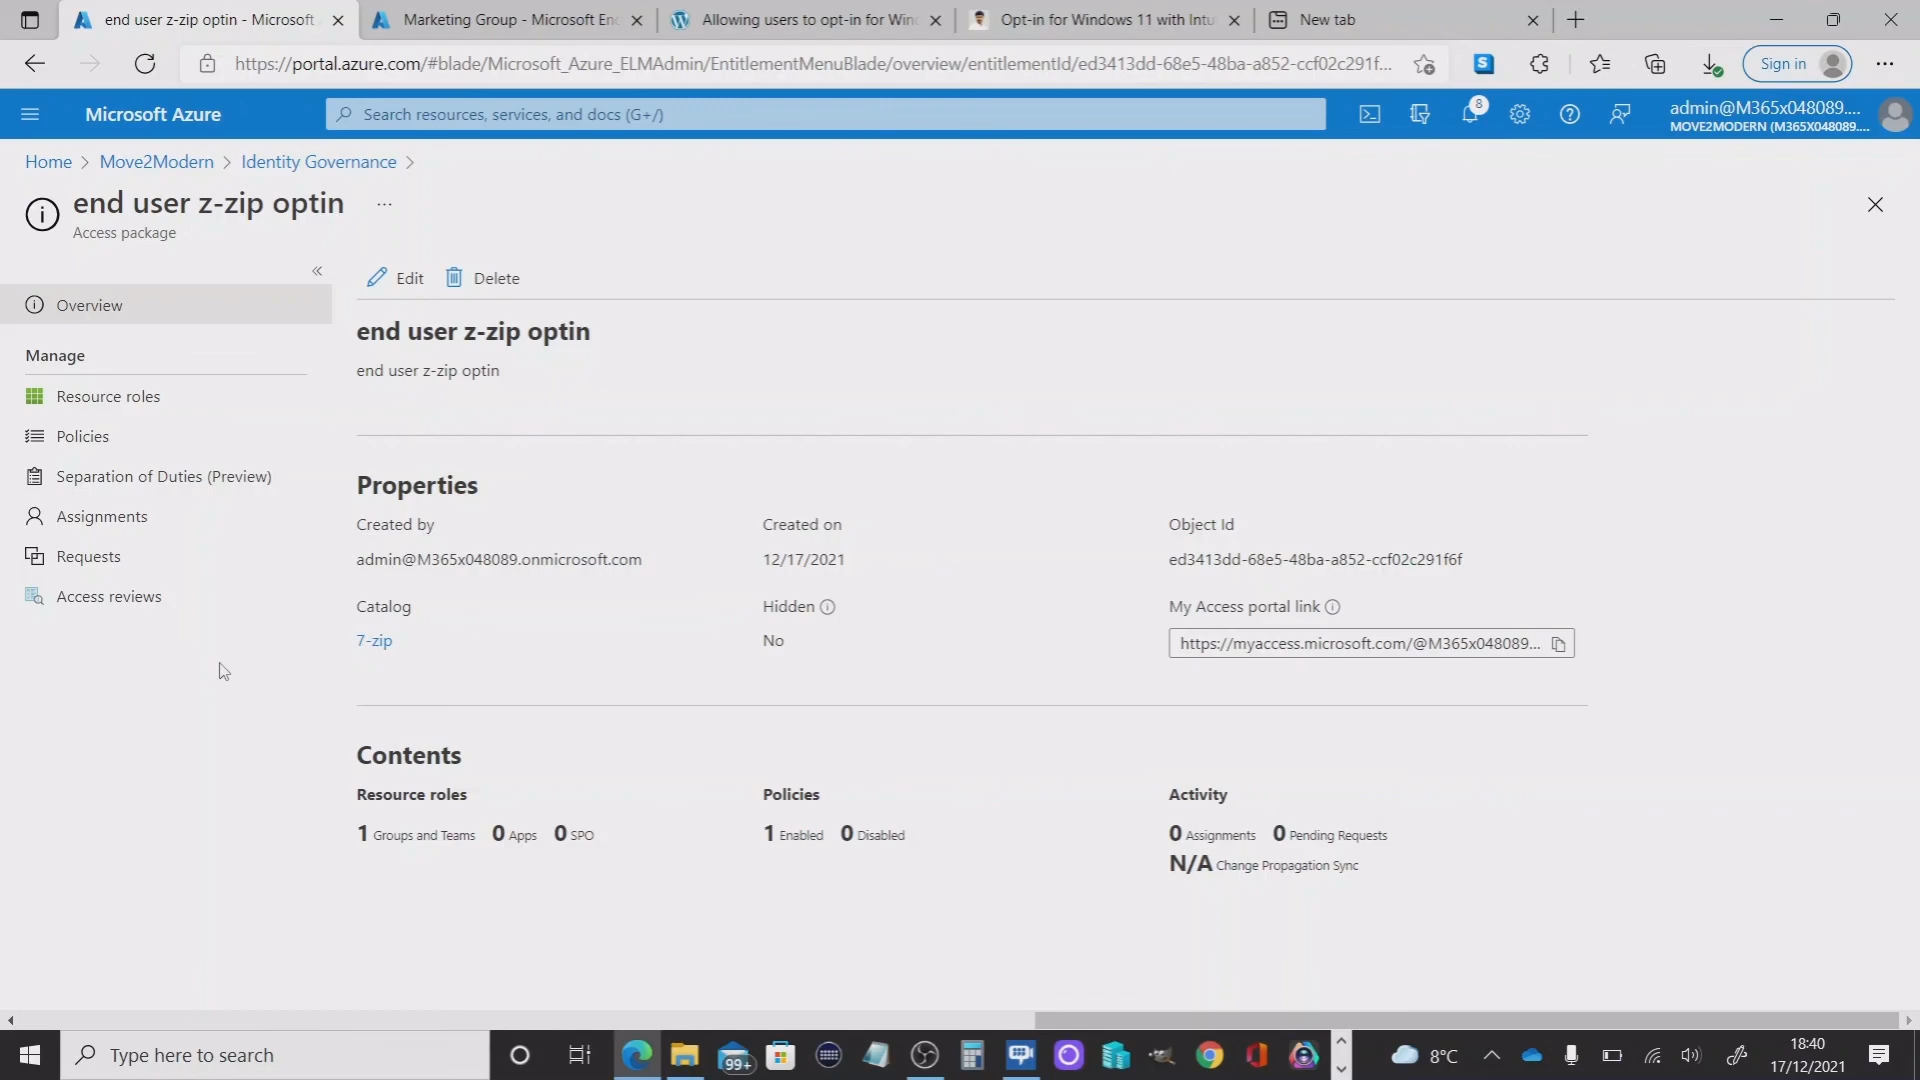 end user z-zip optin - Microsoft
Marketing Group - Microsoft En
Allowing users to opt-in for Win
Opt-in for Windows 11 with Intu
New tab
https://portal.azure.com/#blade/Microsoft_Azure_ELMAdmin/EntitlementMenuBlade/overview/entitlementId/ed3413dd-68e5-48ba-a852-ccf02c291f...
S
Sign in
Microsoft Azure
Search resources, services, and docs (G+/)
8
admin@M365x048089....
MOVE2MODERN (M365X048089....
Home > Move2Modern > Identity Governance >
end user z-zip optin ...
Access package
«
Edit
Delete
Overview
Manage
Resource roles
Policies
Separation of Duties (Preview)
Assignments
Requests
Access reviews
end user z-zip optin
end user z-zip optin
Properties
Created by
Created on
Object Id
admin@M365x048089.onmicrosoft.com
12/17/2021
ed3413dd-68e5-48ba-a852-ccf02c291f6f
Catalog
Hidden
My Access portal link
7-zip
No
https://myaccess.microsoft.com/@M365x048089...
Contents
Resource roles
Policies
Activity
1 Groups and Teams 0 Apps 0 SPO
1 Enabled 0 Disabled
0 Assignments 0 Pending Requests
N/A Change Propagation Sync
Type here to search
99+
8°C
18:40
17/12/2021